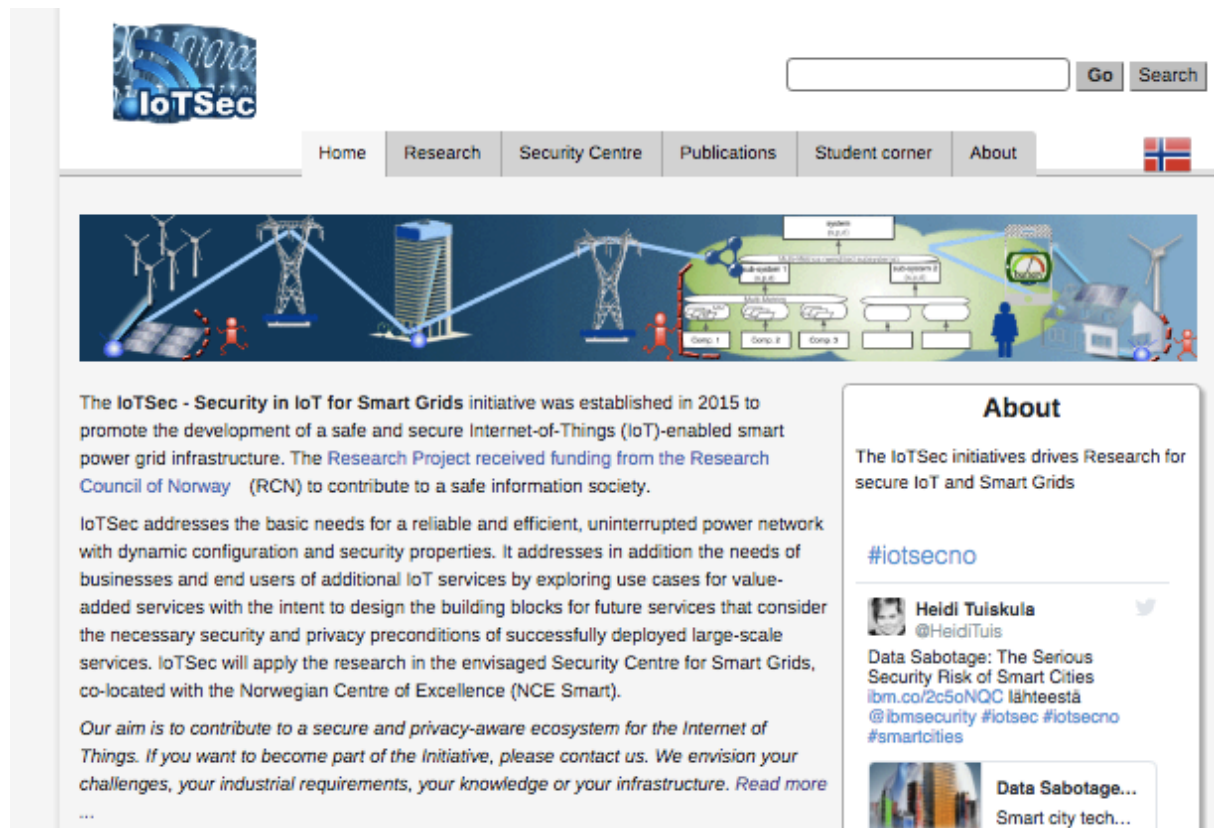 IoTSec
Go
Search
Home
Research
Security Centre
Publications
Student corner
About
system
(s,p,d)
sub-system 1
(s,p,d)
sub-system 2
(s,p,d)
Comp. 1
Comp. 2
Comp. 3
The IoTSec - Security in IoT for Smart Grids initiative was established in 2015 to
promote the development of a safe and secure Internet-of-Things (IoT)-enabled smart
power grid infrastructure. The Research Project received funding from the Research
Council of Norway (RCN) to contribute to a safe information society.
IoTSec addresses the basic needs for a reliable and efficient, uninterrupted power network
with dynamic configuration and security properties. It addresses in addition the needs of
businesses and end users of additional IoT services by exploring use cases for value-
added services with the intent to design the building blocks for future services that consider
the necessary security and privacy preconditions of successfully deployed large-scale
services. IoTSec will apply the research in the envisaged Security Centre for Smart Grids,
co-located with the Norwegian Centre of Excellence (NCE Smart).
Our aim is to contribute to a secure and privacy-aware ecosystem for the Internet of
Things. If you want to become part of the Initiative, please contact us. We envision your
challenges, your industrial requirements, your knowledge or your infrastructure. Read more
...
About
The IoTSec initiatives drives Research for
secure IoT and Smart Grids
#iotsecno
Heidi Tuiskula
@HeidiTuis
Data Sabotage: The Serious
Security Risk of Smart Cities
ibm.co/2c5oNQC lähteestä
@ibmsecurity #iotsec #iotsecno
#smartcities
Data Sabotage...
Smart city tech...